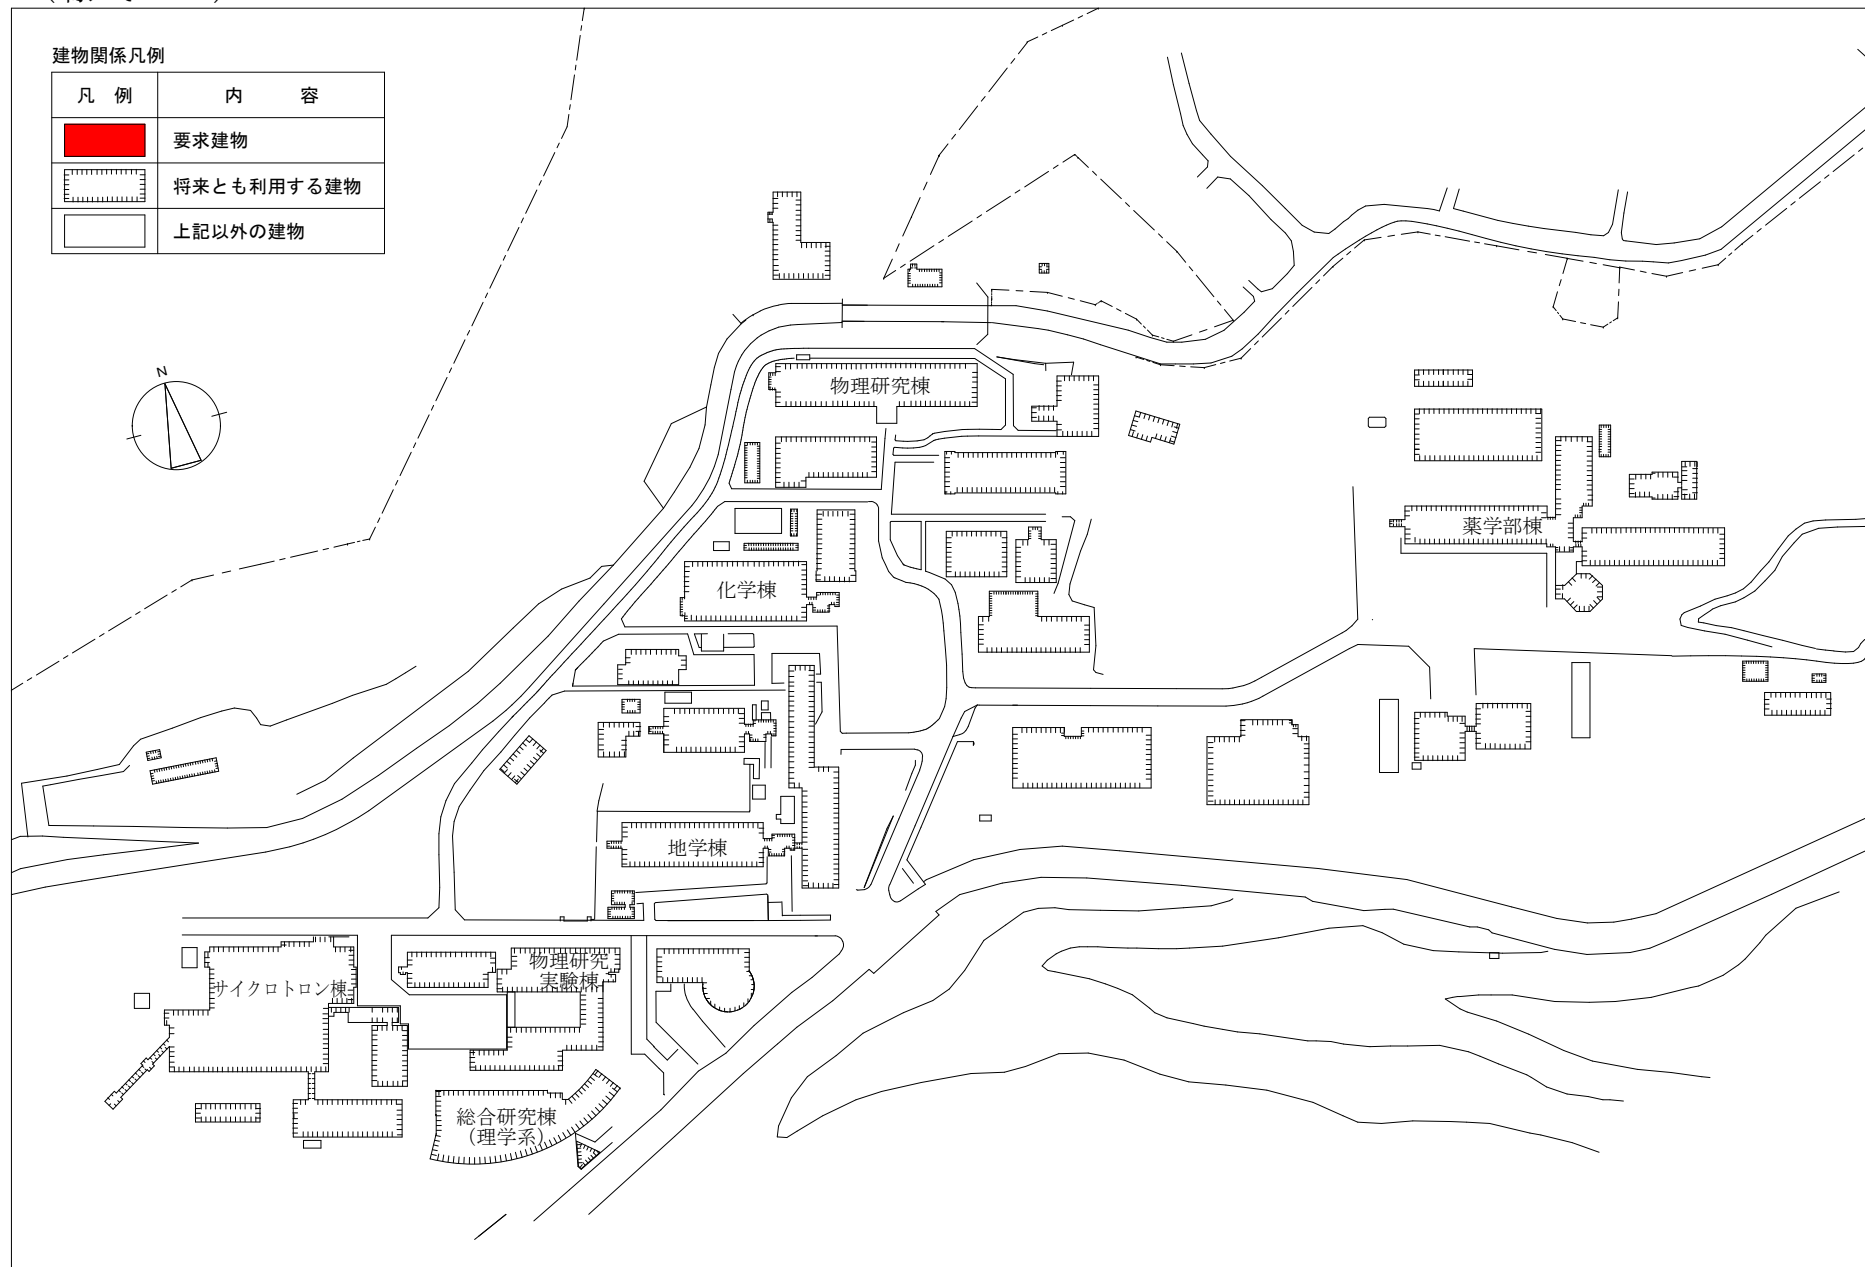 建物関係凡例
凡 例 内 容
要求建物
将来とも利用する建物
上記以外の建物
N
物理研究棟
薬学部棟
化学棟
地学棟
物理研究
実験棟
サイクロトロン棟
総合研究棟
（理学系）